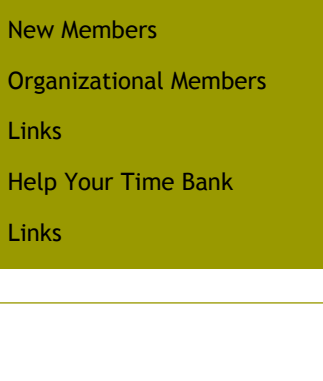 New Members
Organizational Members
Links
Help Your Time Bank
Links